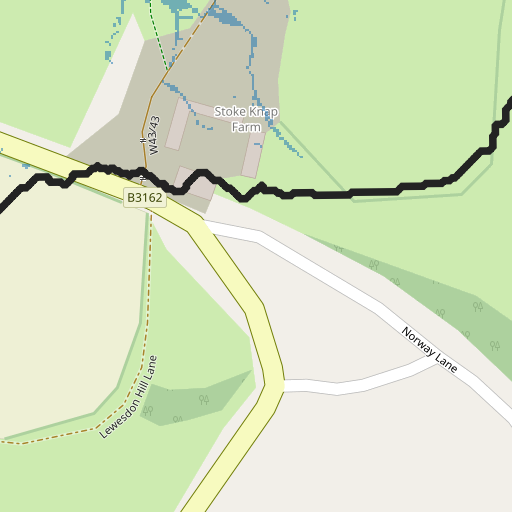 Stoke Knap
Farm
W43/43
B3162
Norway Lane
Lewesdon Hill Lane